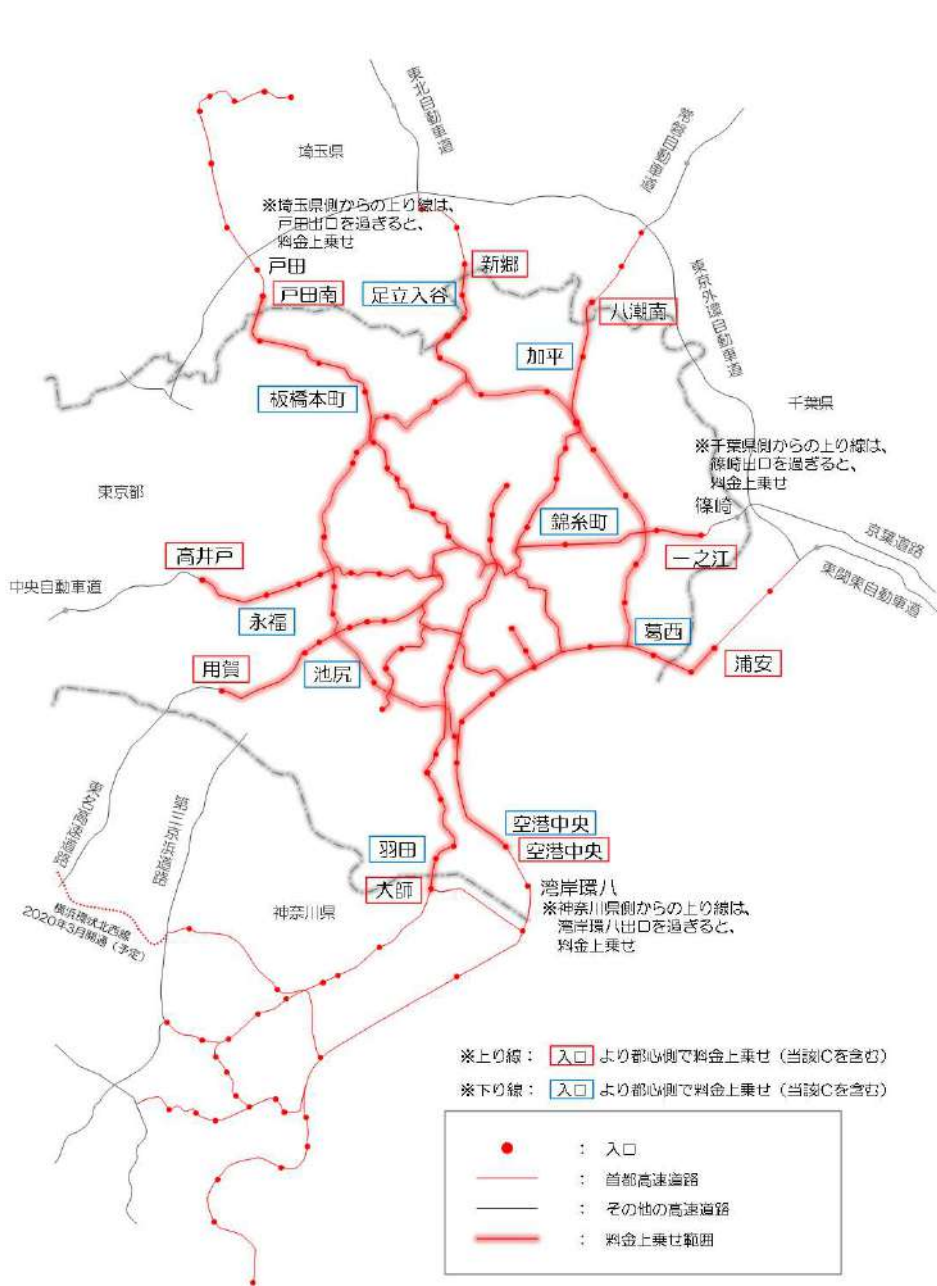 東北自動車道
常磐自動車道
埼玉県
※埼玉県側からの上り線は、
戸田出口を過ぎると、
料金上乗せ
戸田
新郷
戸田南
足立入谷
八潮南
東京外環自動車道
加平
板橋本町
千葉県
※千葉県側からの上り線は、
篠崎出口を過ぎると、
料金上乗せ
東京都
篠崎
錦糸町
京葉道路
高井戸
一之江
中央自動車道
東関東自動車道
永福
葛西
用賀
池尻
浦安
東名高速道路
第三京浜道路
空港中央
羽田
空港中央
大師
湾岸環八
※神奈川県側からの上り線は、
湾岸環八出口を過ぎると、
料金上乗せ
横浜環状北西線
2020年3月開通（予定）
神奈川県
※上り線： 入口 より都心側で料金上乗せ（当該ICを含む）
※下り線： 入口 より都心側で料金上乗せ（当該ICを含む）
： 入口
： 首都高速道路
： その他の高速道路
： 料金上乗せ範囲